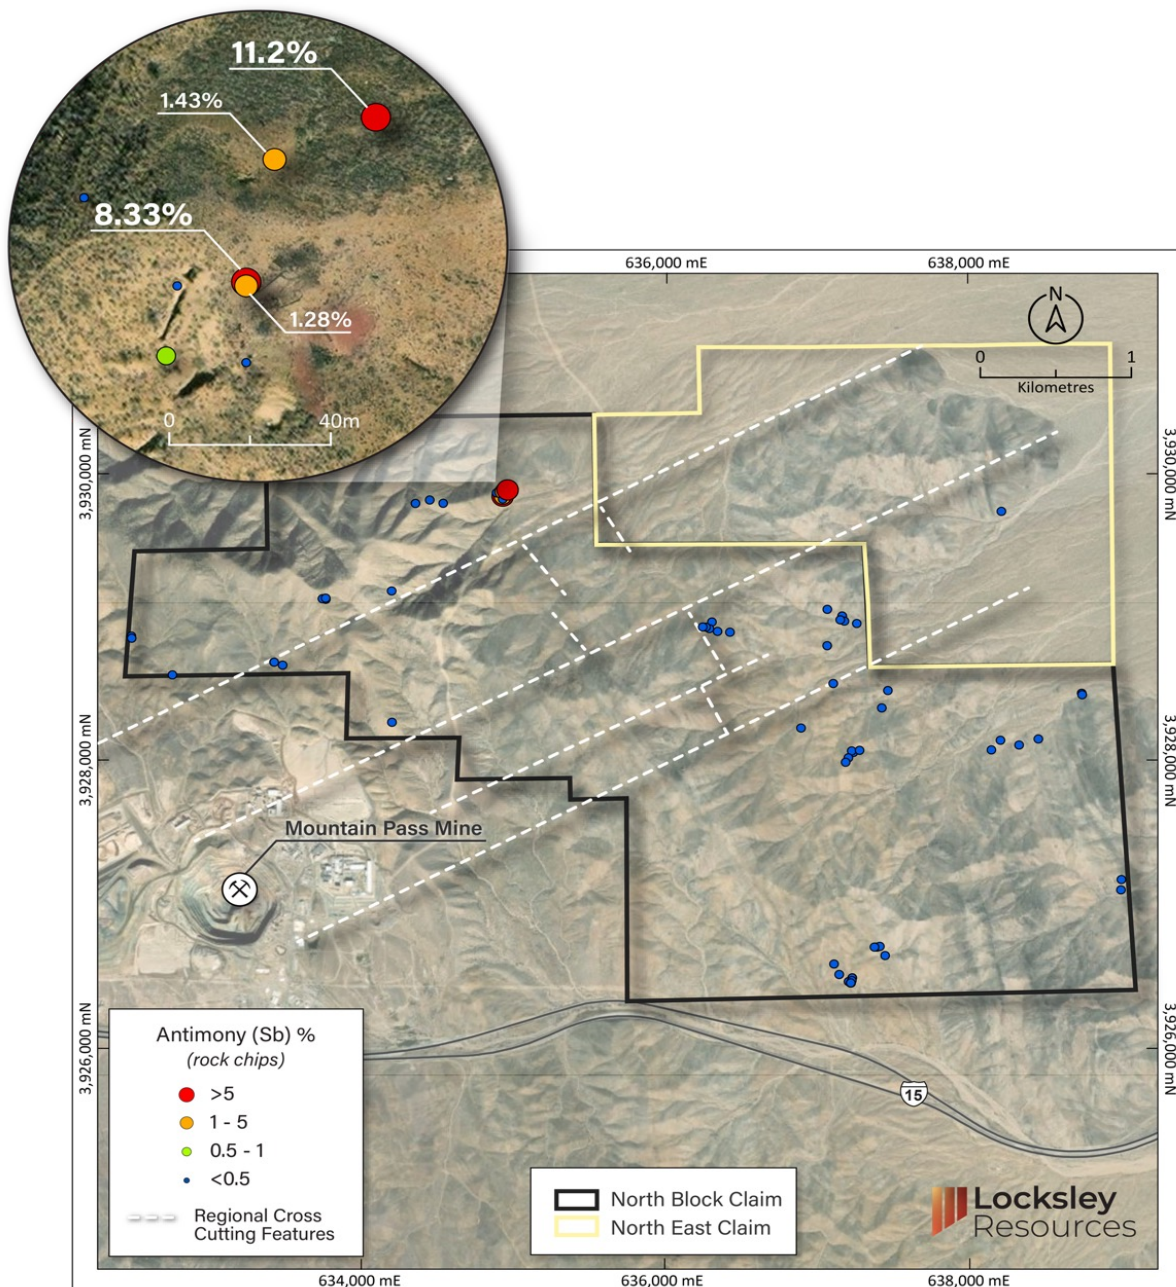 11.2%
1.43%
8.33%
1.28%
0 40m
636,000 mE 638,000 mE
N
0 1
Kilometres
3,930,000 mN
3,930,000 mN
3,928,000 mN
3,928,000 mN
Mountain Pass Mine
3,926,000 mN
3,926,000 mN
Antimony (Sb) %
(rock chips)
>5
1 - 5
0.5 - 1
<0.5
Regional Cross
Cutting Features
15
North Block Claim
North East Claim
Locksley
Resources
634,000 mE 636,000 mE 638,000 mE